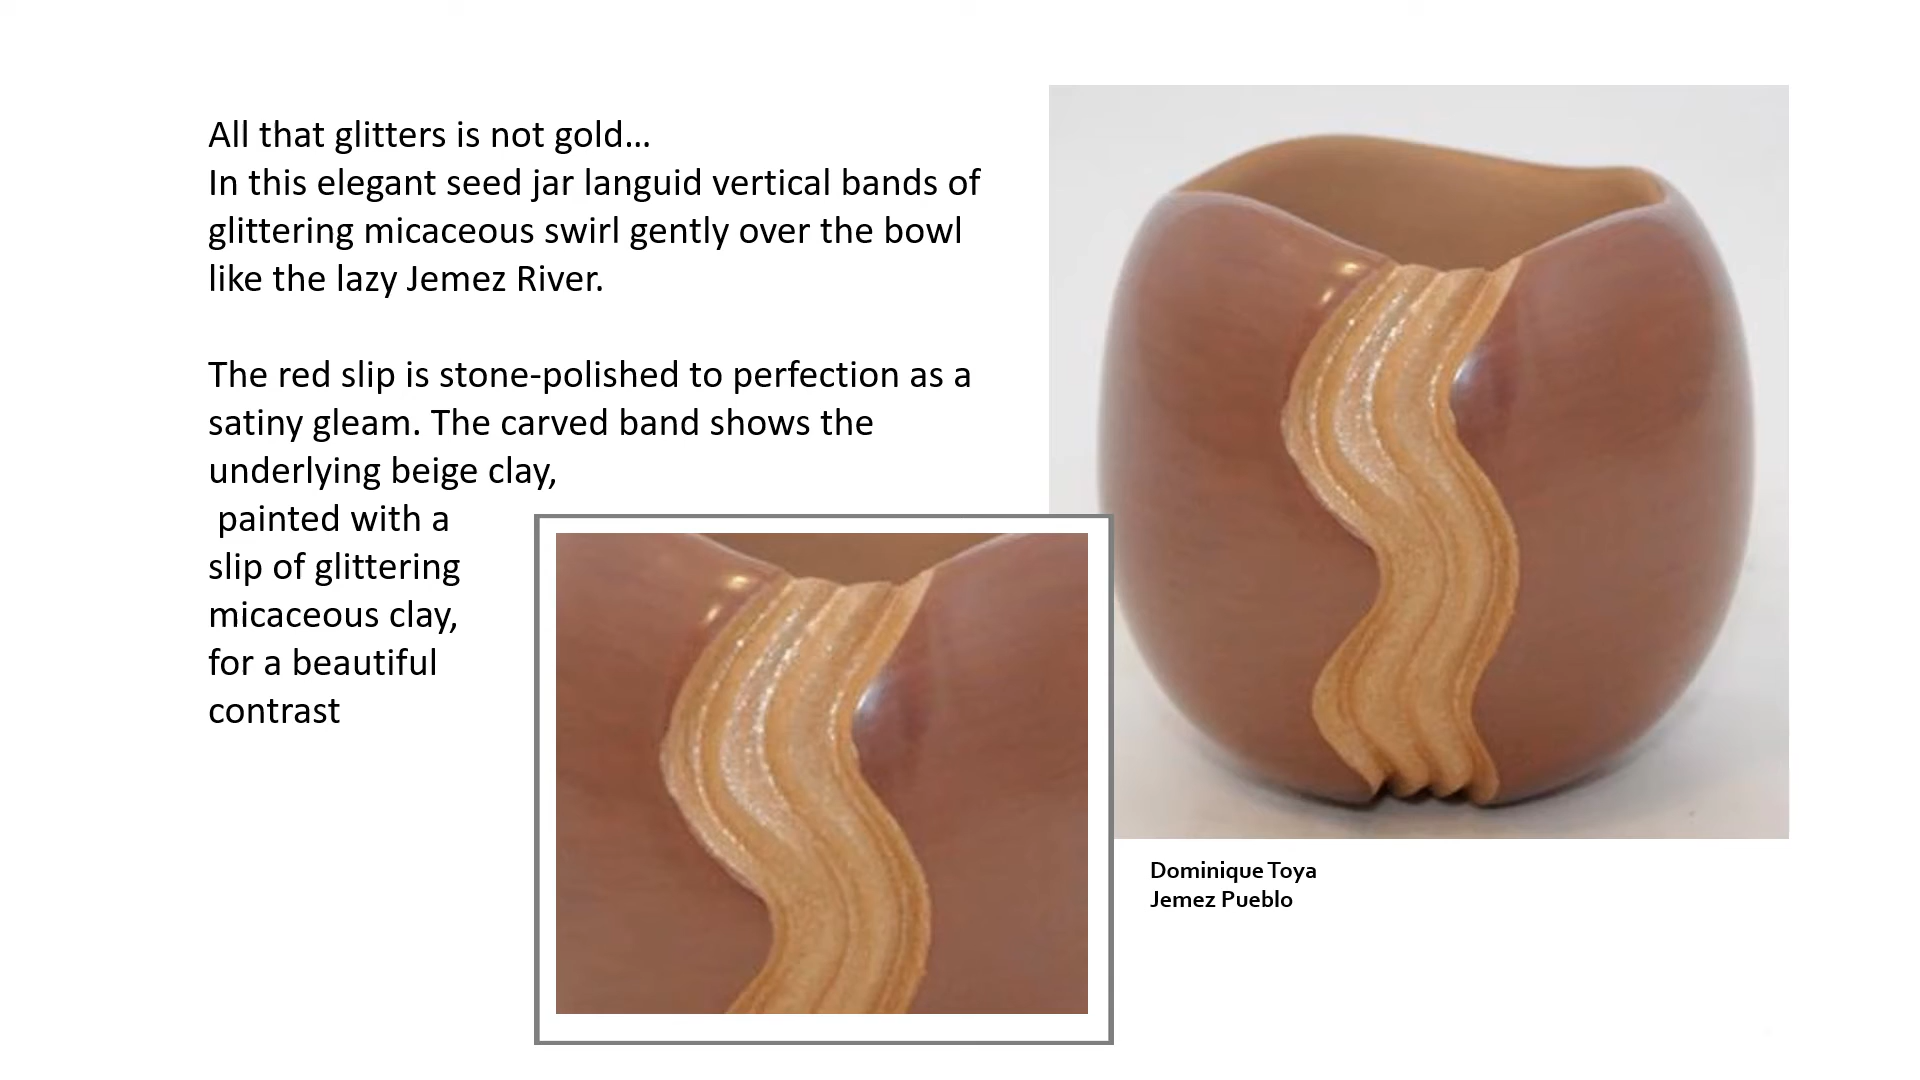 All that glitters is not gold…
In this elegant seed jar languid vertical bands of
glittering micaceous swirl gently over the bowl
like the lazy Jemez River.
The red slip is stone-polished to perfection as a
satiny gleam. The carved band shows the
underlying beige clay,
painted with a
slip of glittering
micaceous clay,
for a beautiful
contrast
Dominique Toya
Jemez Pueblo